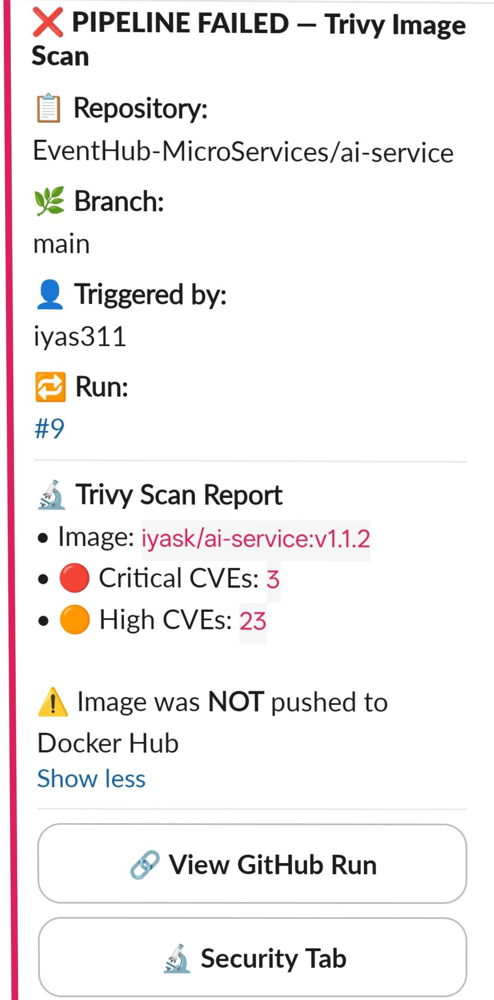 ❌ PIPELINE FAILED — Trivy Image
Scan
📋 Repository:
EventHub-MicroServices/ai-service
🌿 Branch:
main
👤 Triggered by:
iyas311
🔁 Run:
#9
🔬 Trivy Scan Report
• Image: iyask/ai-service:v1.1.2
• 🔴 Critical CVEs: 3
• 🟠 High CVEs: 23
⚠️ Image was NOT pushed to
Docker Hub
Show less
🔗 View GitHub Run
🔬 Security Tab